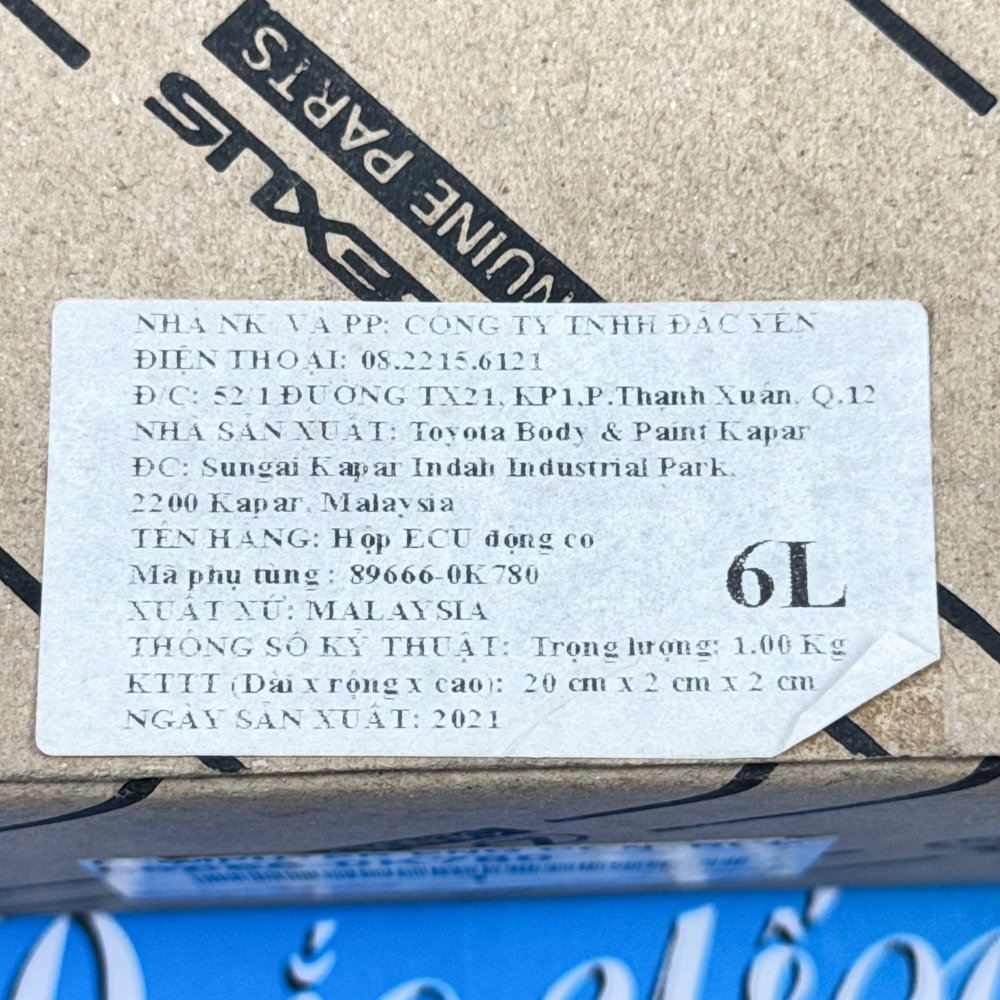 NUINE PARTS
EXUS
NHÀ NK VÀ PP: CÔNG TY TNHH ĐẮC YẾN
ĐIỆN THOẠI: 08.2215.6121
Đ/C: 52/1 ĐƯỜNG TX21, KP1,P.Thạnh Xuân, Q.12
NHÀ SẢN XUẤT: Toyota Body & Paint Kapar
ĐC: Sungai Kapar Indah Industrial Park,
2200 Kapar, Malaysia
TÊN HÀNG: Hộp ECU động cơ
Mã phụ tùng : 89666-0K780
6L
XUẤT XỨ: MALAYSIA
THÔNG SỐ KỸ THUẬT: Trọng lượng: 1.00 Kg
KTTT (Dài x rộng x cao): 20 cm x 2 cm x 2 cm
NGÀY SẢN XUẤT: 2021